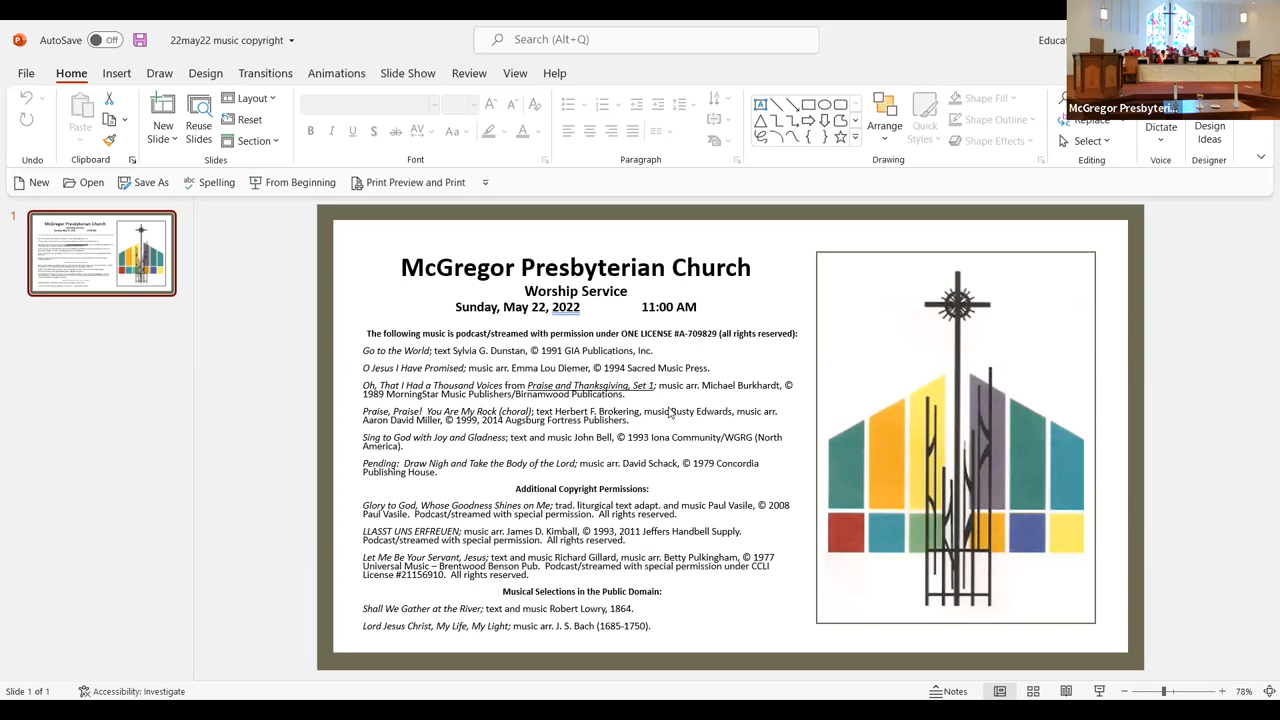 AutoSave Off 22may22 music copyright Search (Alt+Q) Educat
File Home Insert Draw Design Transitions Animations Slide Show Review View Help
McGregor Presbyteri...
Paste New Slide Reuse Slides Layout Reset Section
B I U S ab AV Aa A
Arrange Quick Styles Shape Fill Shape Outline Shape Effects
Replace Select Dictate Design Ideas
Undo Clipboard Slides Font Paragraph Drawing Editing Voice Designer
New Open Save As Spelling From Beginning Print Preview and Print
1
McGregor Presbyterian Church
Worship Service
Sunday, May 22, 2022 11:00 AM
The following music is podcast/streamed with permission under ONE LICENSE #A-709829 (all rights reserved):
Go to the World; text Sylvia G. Dunstan, © 1991 GIA Publications, Inc.
O Jesus I Have Promised; music arr. Emma Lou Diemer, © 1994 Sacred Music Press.
Oh, That I Had a Thousand Voices from Praise and Thanksgiving, Set 1; music arr. Michael Burkhardt, ©
1989 MorningStar Music Publishers/Birnamwood Publications.
Praise, Praise! You Are My Rock (choral); text Herbert F. Brokering, music Rusty Edwards, music arr.
Aaron David Miller, © 1999, 2014 Augsburg Fortress Publishers.
Sing to God with Joy and Gladness; text and music John Bell, © 1993 Iona Community/WGRG (North
America).
Pending: Draw Nigh and Take the Body of the Lord; music arr. David Schack, © 1979 Concordia
Publishing House.
Additional Copyright Permissions:
Glory to God, Whose Goodness Shines on Me; trad. liturgical text adapt. and music Paul Vasile, © 2008
Paul Vasile. Podcast/streamed with special permission. All rights reserved.
LLASST UNS ERFREUEN; music arr. James D. Kimball, © 1993, 2011 Jeffers Handbell Supply.
Podcast/streamed with special permission. All rights reserved.
Let Me Be Your Servant, Jesus; text and music Richard Gillard, music arr. Betty Pulkingham, © 1977
Universal Music – Brentwood Benson Pub. Podcast/streamed with special permission under CCLI
License #21156910. All rights reserved.
Musical Selections in the Public Domain:
Shall We Gather at the River; text and music Robert Lowry, 1864.
Lord Jesus Christ, My Life, My Light; music arr. J. S. Bach (1685-1750).
Slide 1 of 1 Accessibility: Investigate Notes 78%